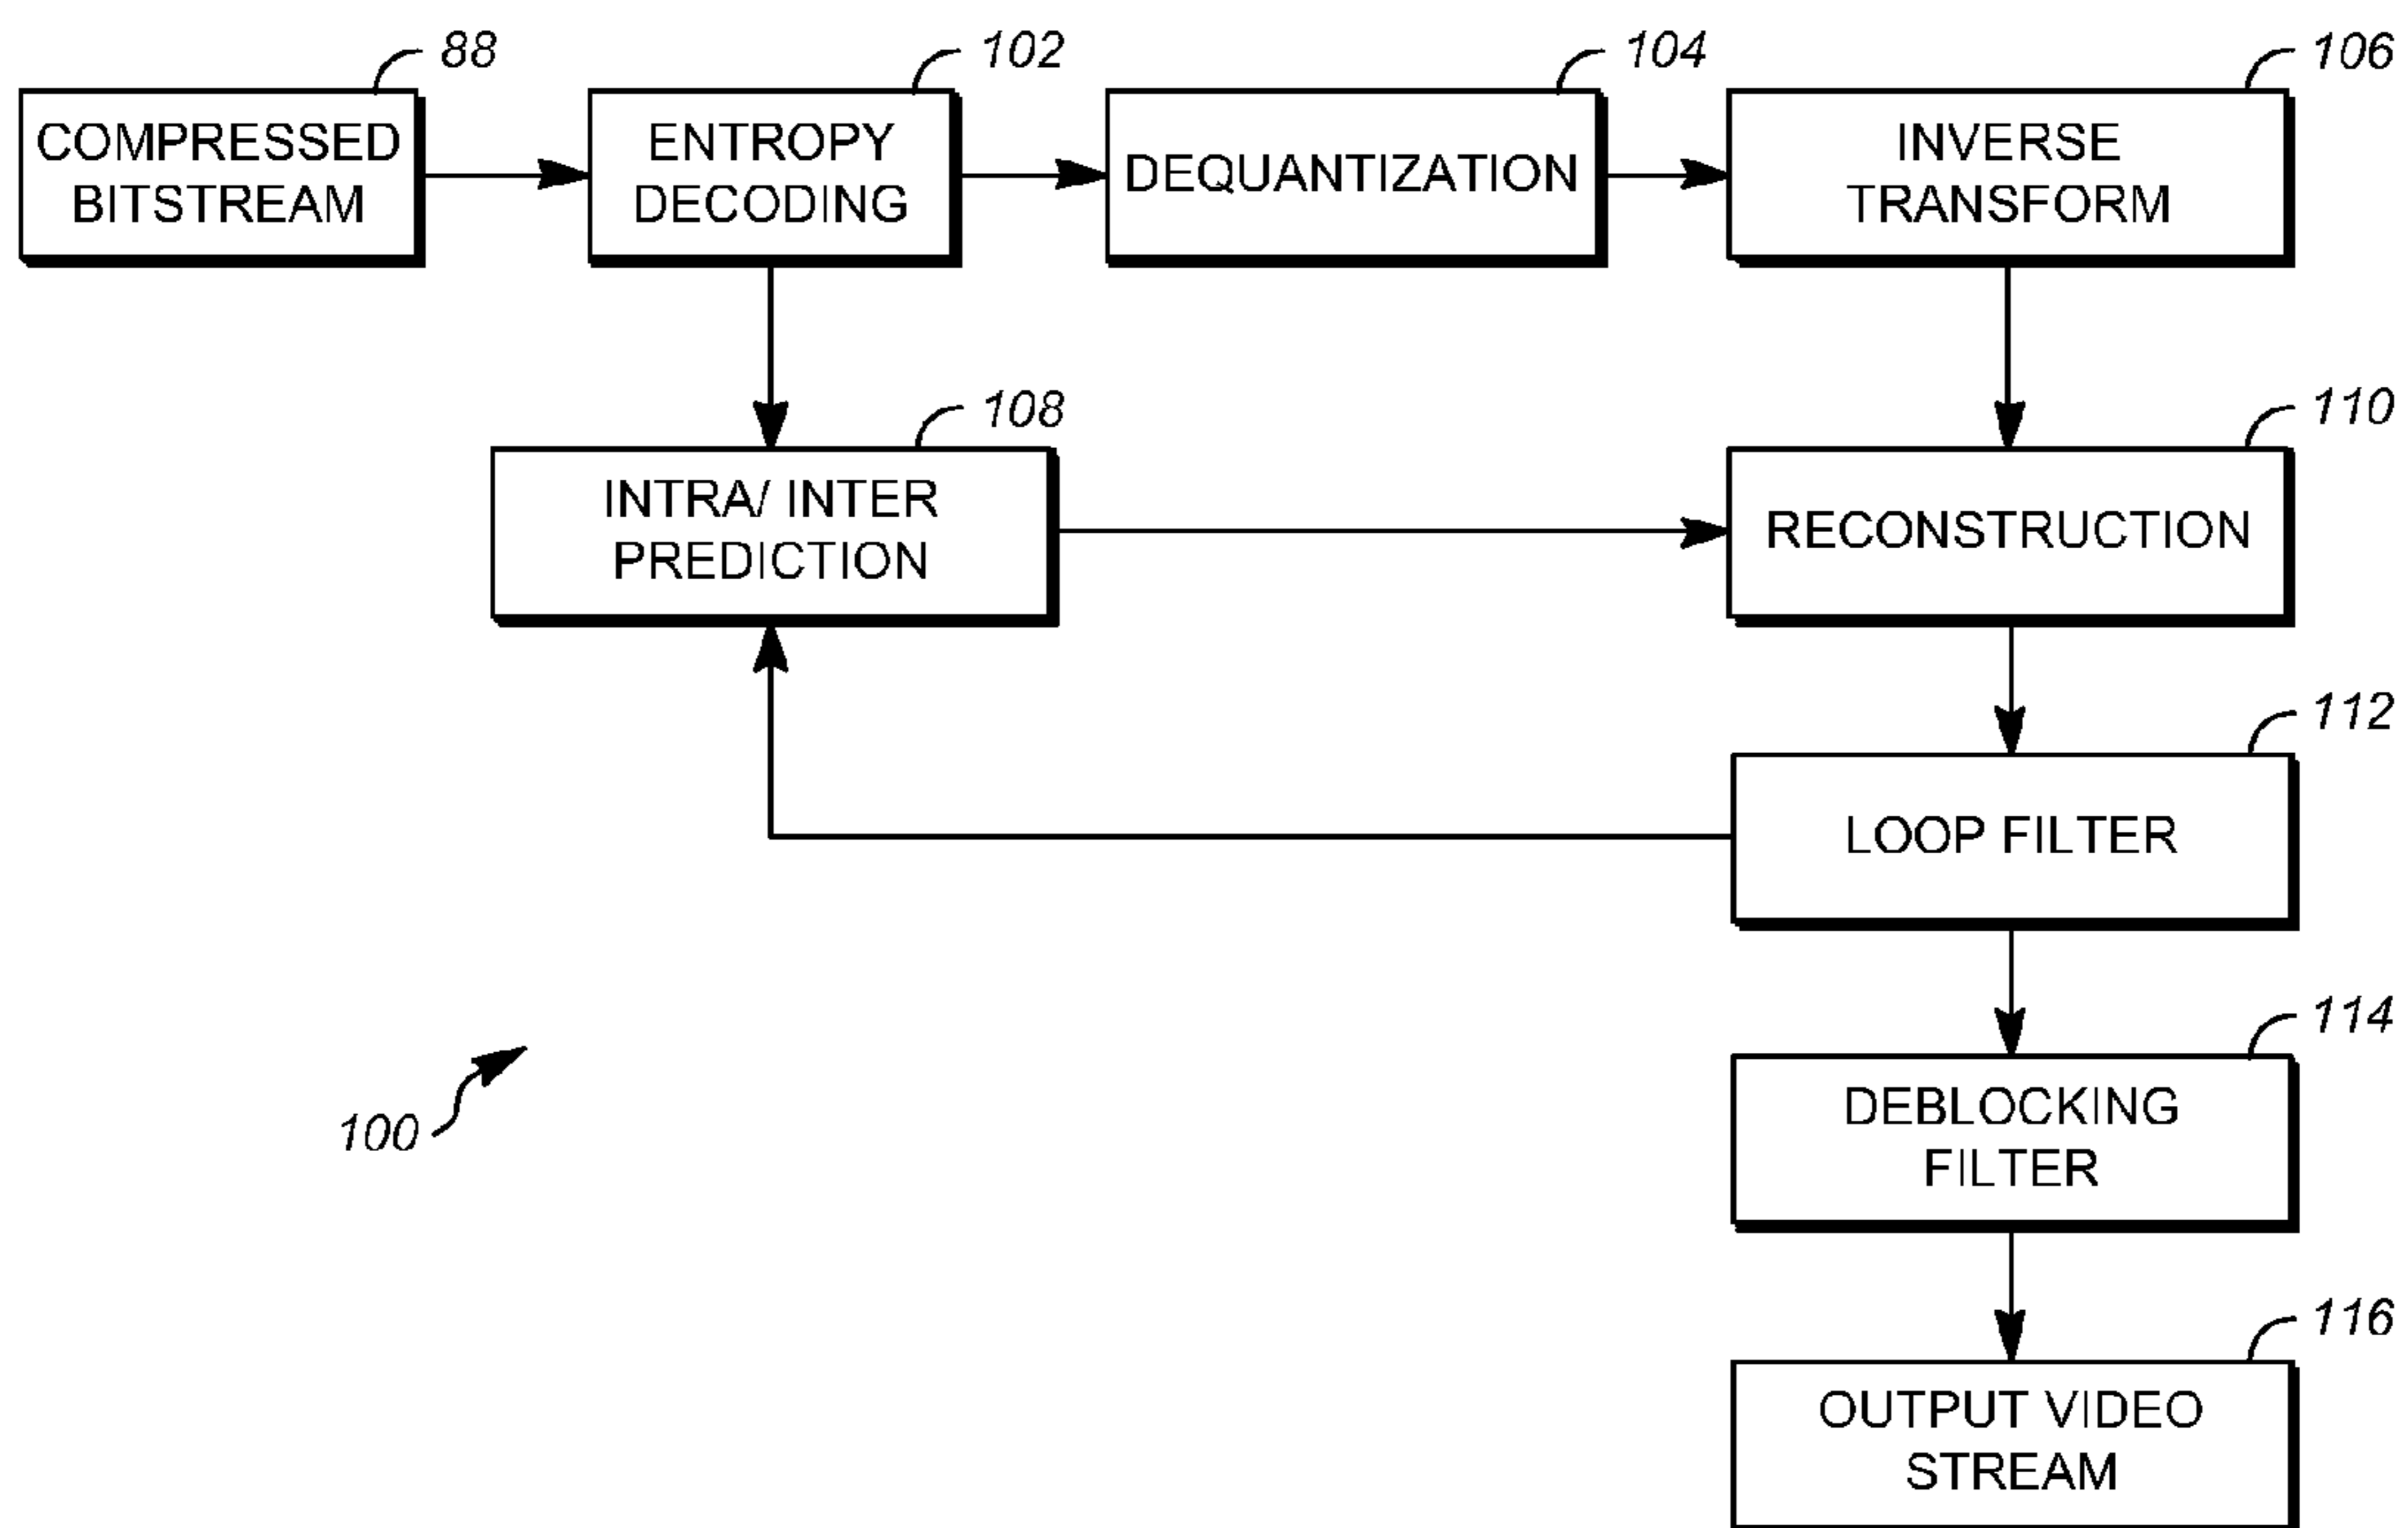 88
102
104
106
COMPRESSED
BITSTREAM
ENTROPY
DECODING
DEQUANTIZATION
INVERSE
TRANSFORM
108
110
INTRA/ INTER
PREDICTION
RECONSTRUCTION
112
LOOP FILTER
114
100
DEBLOCKING
FILTER
116
OUTPUT VIDEO
STREAM